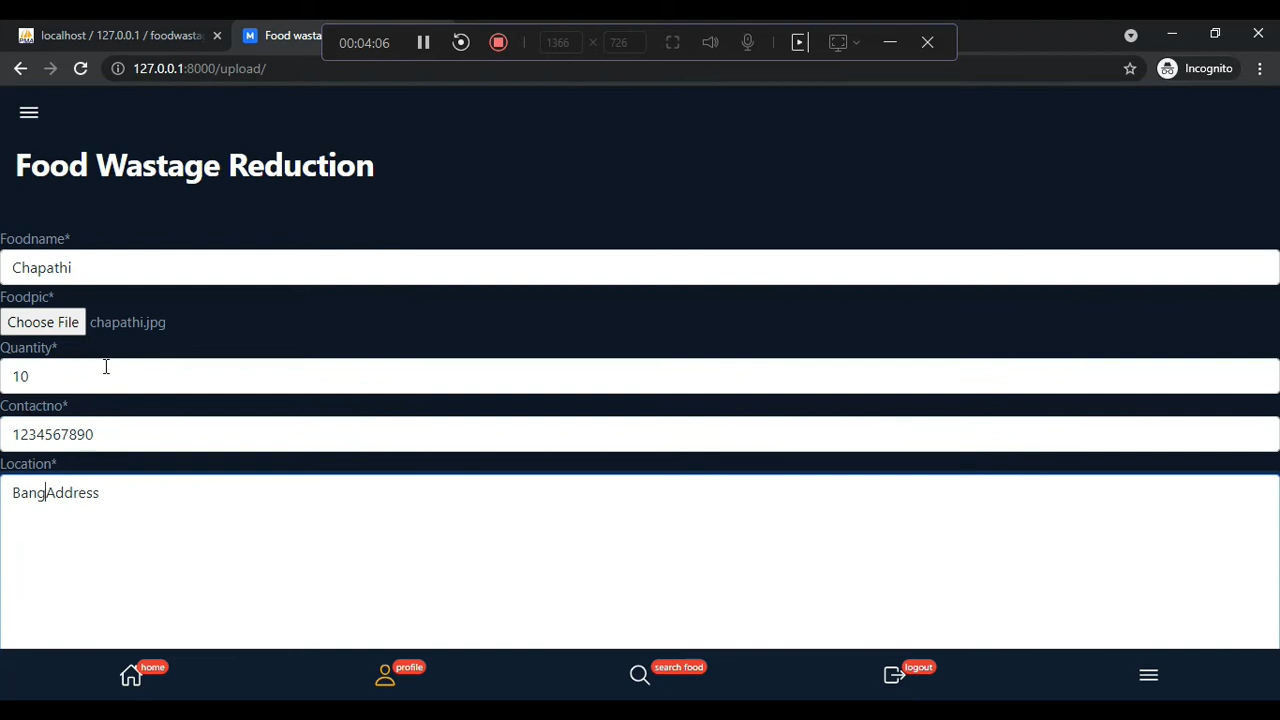 localhost / 127.0.0.1 / foodwasta
Food wasta
00:04:06
1366 × 726
127.0.0.1:8000/upload/
Incognito
Food Wastage Reduction
Foodname*
Chapathi
Foodpic*
Choose File chapathi.jpg
Quantity*
10
Contactno*
1234567890
Location*
BangAddress
home
profile
search food
logout